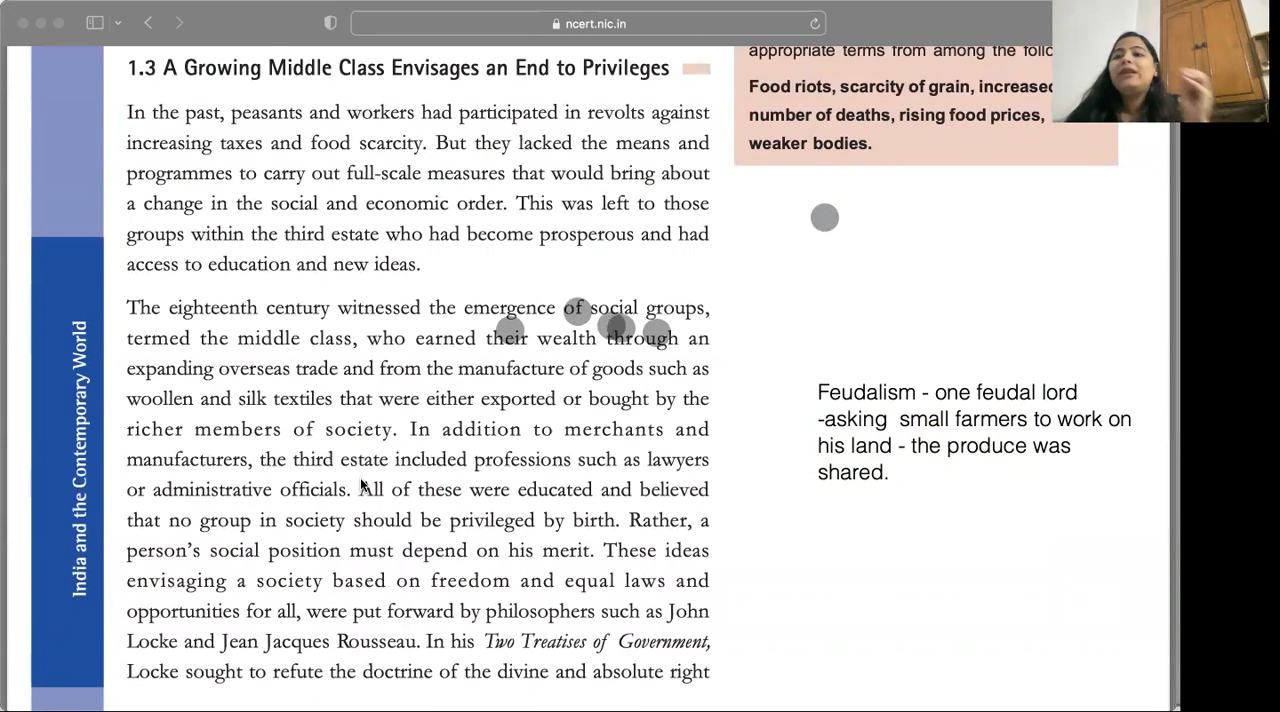 ncert.nic.in
1.3 A Growing Middle Class Envisages an End to Privileges
In the past, peasants and workers had participated in revolts against
increasing taxes and food scarcity. But they lacked the means and
programmes to carry out full-scale measures that would bring about
a change in the social and economic order. This was left to those
groups within the third estate who had become prosperous and had
access to education and new ideas.
The eighteenth century witnessed the emergence of social groups,
termed the middle class, who earned their wealth through an
expanding overseas trade and from the manufacture of goods such as
woollen and silk textiles that were either exported or bought by the
richer members of society. In addition to merchants and
manufacturers, the third estate included professions such as lawyers
or administrative officials. All of these were educated and believed
that no group in society should be privileged by birth. Rather, a
person's social position must depend on his merit. These ideas
envisaging a society based on freedom and equal laws and
opportunities for all, were put forward by philosophers such as John
Locke and Jean Jacques Rousseau. In his Two Treatises of Government,
Locke sought to refute the doctrine of the divine and absolute right
appropriate terms from among the
Food riots, scarcity of grain, increased
number of deaths, rising food prices,
weaker bodies.
Feudalism - one feudal lord
-asking small farmers to work on
his land - the produce was
shared.
India and the Contemporary World